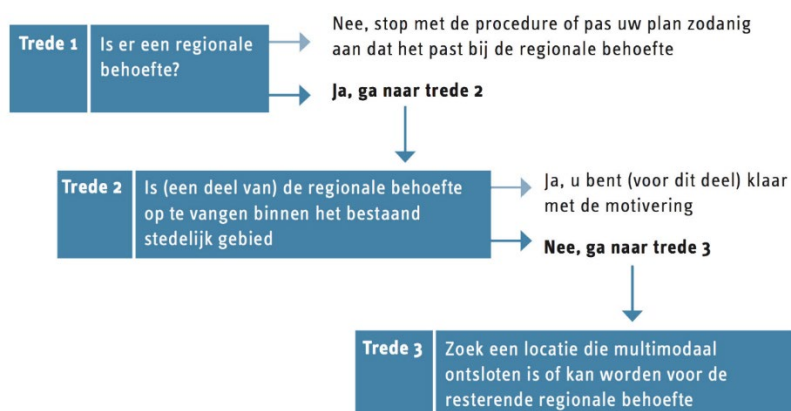 Trede 1
Is er een regionale
behoefte?
Nee, stop met de procedure of pas uw plan zodanig
aan dat het past bij de regionale behoefte
Ja, ga naar trede 2
Trede 2
Is (een deel van) de regionale behoefte
op te vangen binnen het bestaand
stedelijk gebied
Ja, u bent (voor dit deel) klaar
met de motivering
Nee, ga naar trede 3
Trede 3
Zoek een locatie die multimodaal
ontsloten is of kan worden voor de
resterende regionale behoefte